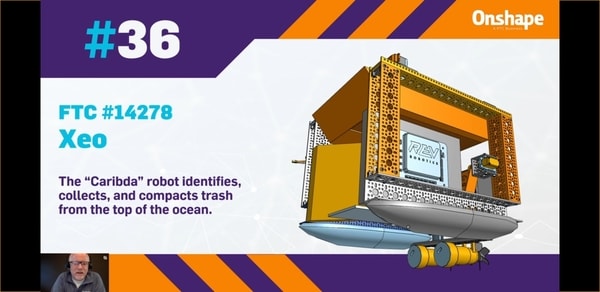 Onshape
#36
FTC #14278
Xeo
The “Caribda” robot identifies,
collects, and compacts trash
from the top of the ocean.
REV
ROBOTICS